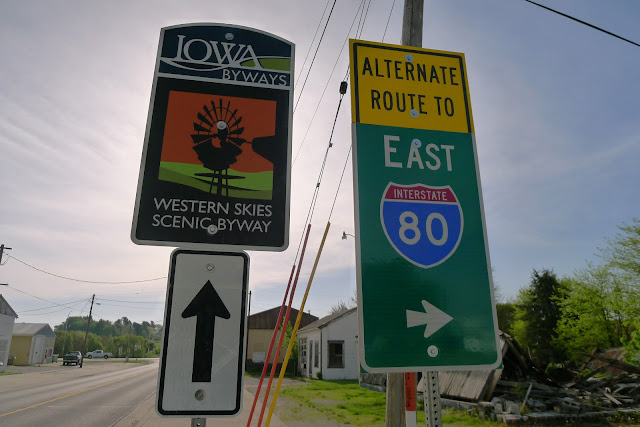 IOWA
BYWAYS
WESTERN SKIES
SCENIC BYWAY
ALTERNATE
ROUTE TO
EAST
INTERSTATE
80